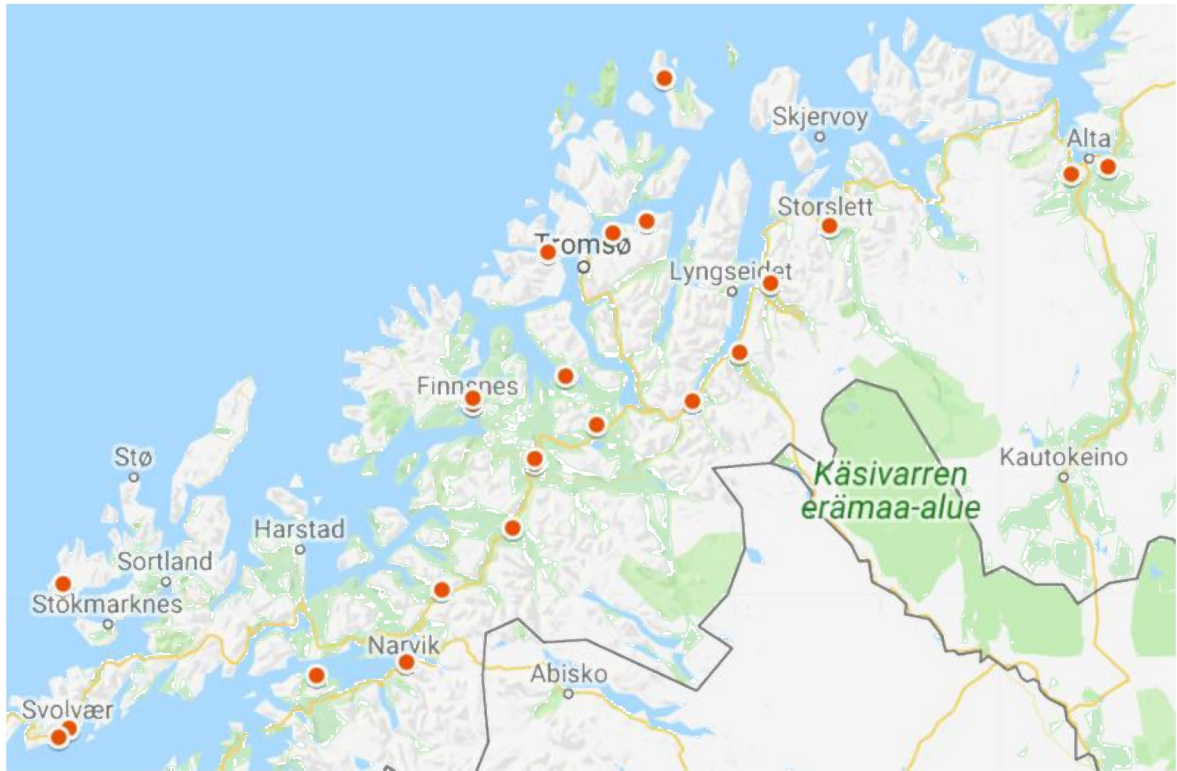 Skjervoy
Alta
Storslett
Tromsø
Lyngseidet
Finnsnes
Stø
Kautokeino
Käsivarren
erämaa-alue
Harstad
Sortland
Stokmarknes
Narvik
Abisko
Svolvær